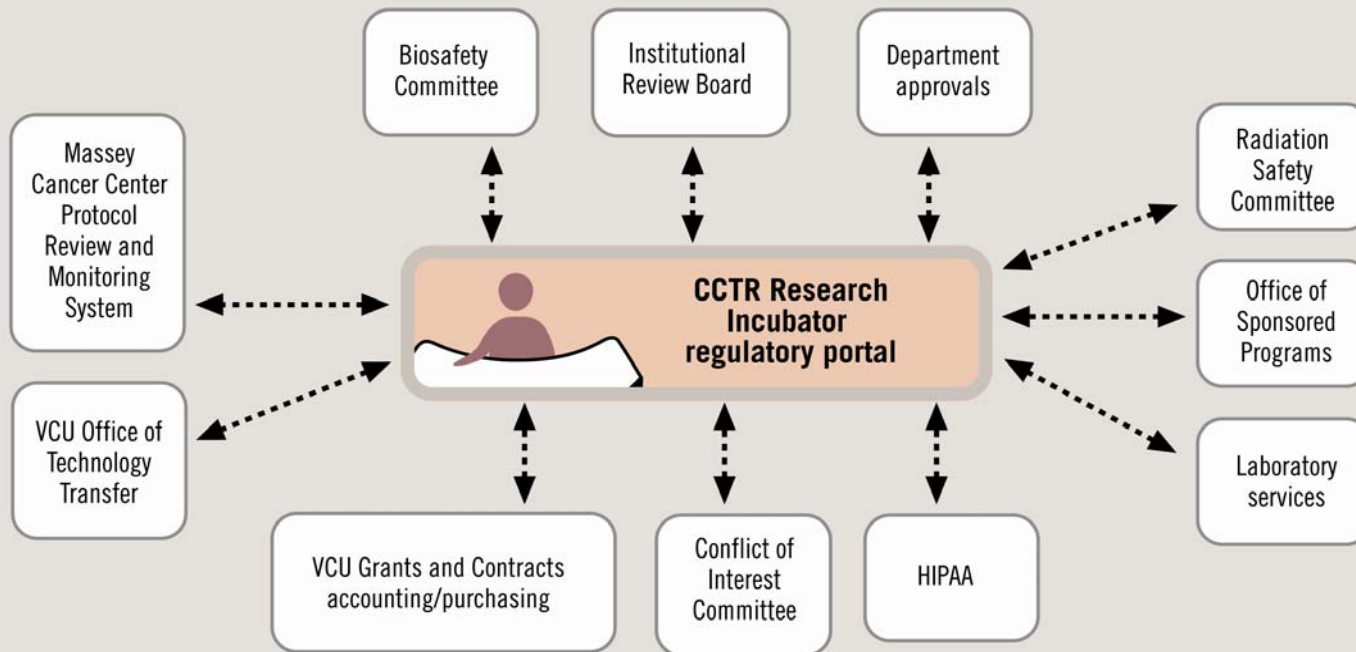 Biosafety
Committee
Institutional
Review Board
Department
approvals
Massey
Cancer Center
Protocol
Review and
Monitoring
System
Radiation
Safety
Committee
CCTR Research
Incubator
regulatory portal
Office of
Sponsored
Programs
VCU Office of
Technology
Transfer
Laboratory
services
VCU Grants and Contracts
accounting/purchasing
Conflict of
Interest
Committee
HIPAA